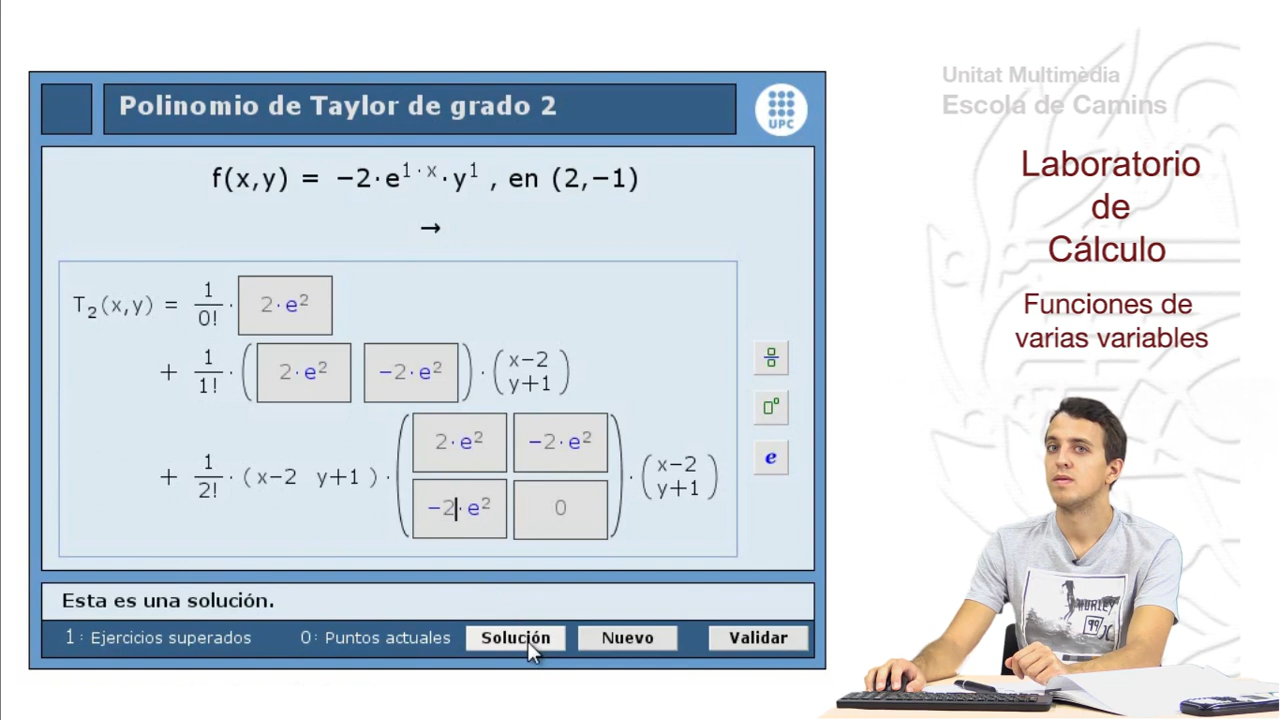 Unitat Multimèdia
Escola de Camins
Laboratorio
de
Cálculo
Funciones de
varias variables
Polinomio de Taylor de grado 2
UPC
f(x,y) = −2·e^{1·x}·y^1 , en (2,−1)
→
T₂(x,y) = 1/0! · 2·e²
+ 1/1! · ( 2·e² −2·e² ) · ( x−2 y+1 )
+ 1/2! · ( x−2 y+1 ) · ( 2·e² −2·e² −2·e² 0 ) · ( x−2 y+1 )
e
Esta es una solución.
1: Ejercicios superados 0: Puntos actuales Solución Nuevo Validar
HURLEY
99